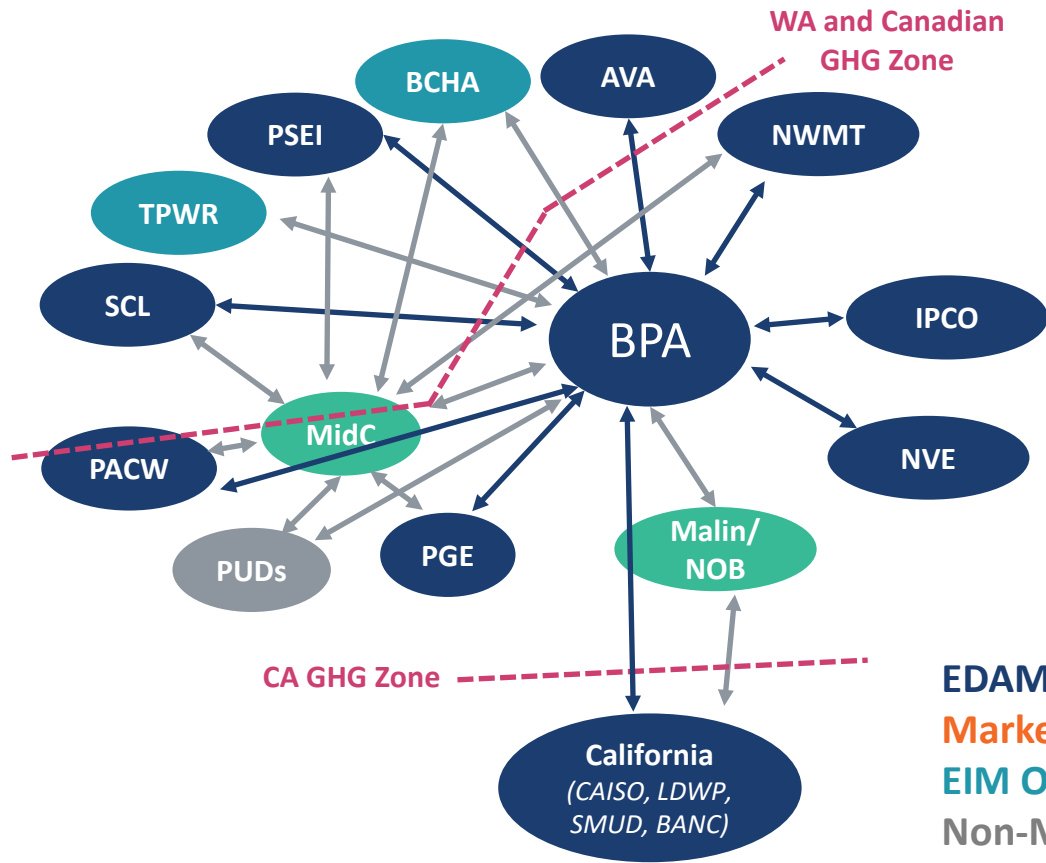 WA and Canadian
GHG Zone
BCHA
AVA
PSEI
NWMT
TPWR
SCL
BPA
IPCO
MidC
PACW
NVE
PUDs
PGE
Malin/
NOB
CA GHG Zone
California
(CAISO, LDWP,
SMUD, BANC)
EDAM
EIM